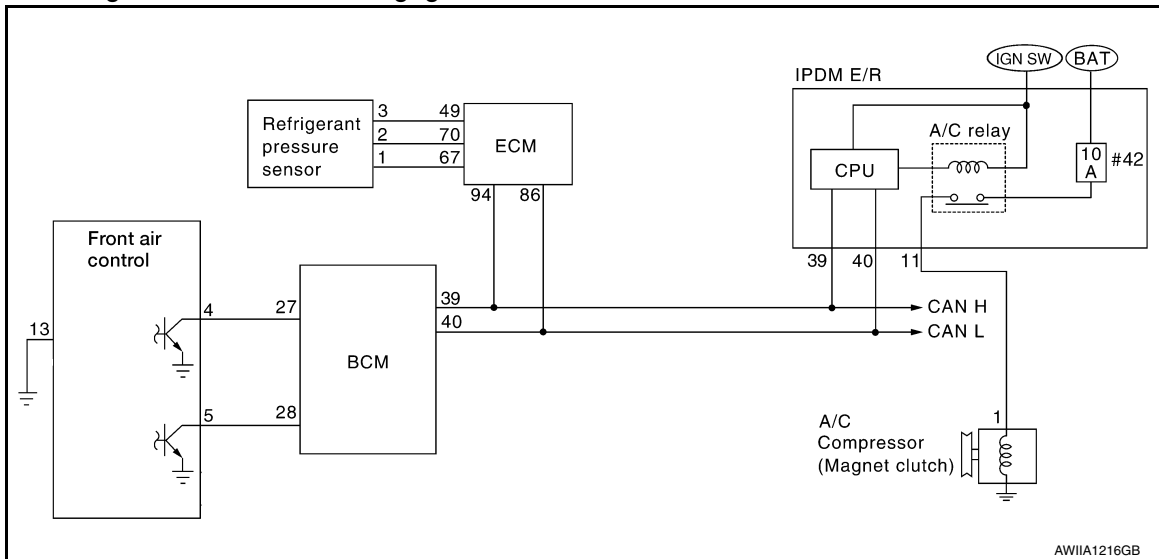 IPDM E/R
IGN SW
BAT
A/C relay
CPU
10
A
#42
39
40
11
Refrigerant
pressure
sensor
3
2
1
49
70
67
ECM
94
86
Front air
control
13
4
5
27
28
BCM
39
40
CAN H
CAN L
A/C
Compressor
(Magnet clutch)
1
AWIIA1216GB